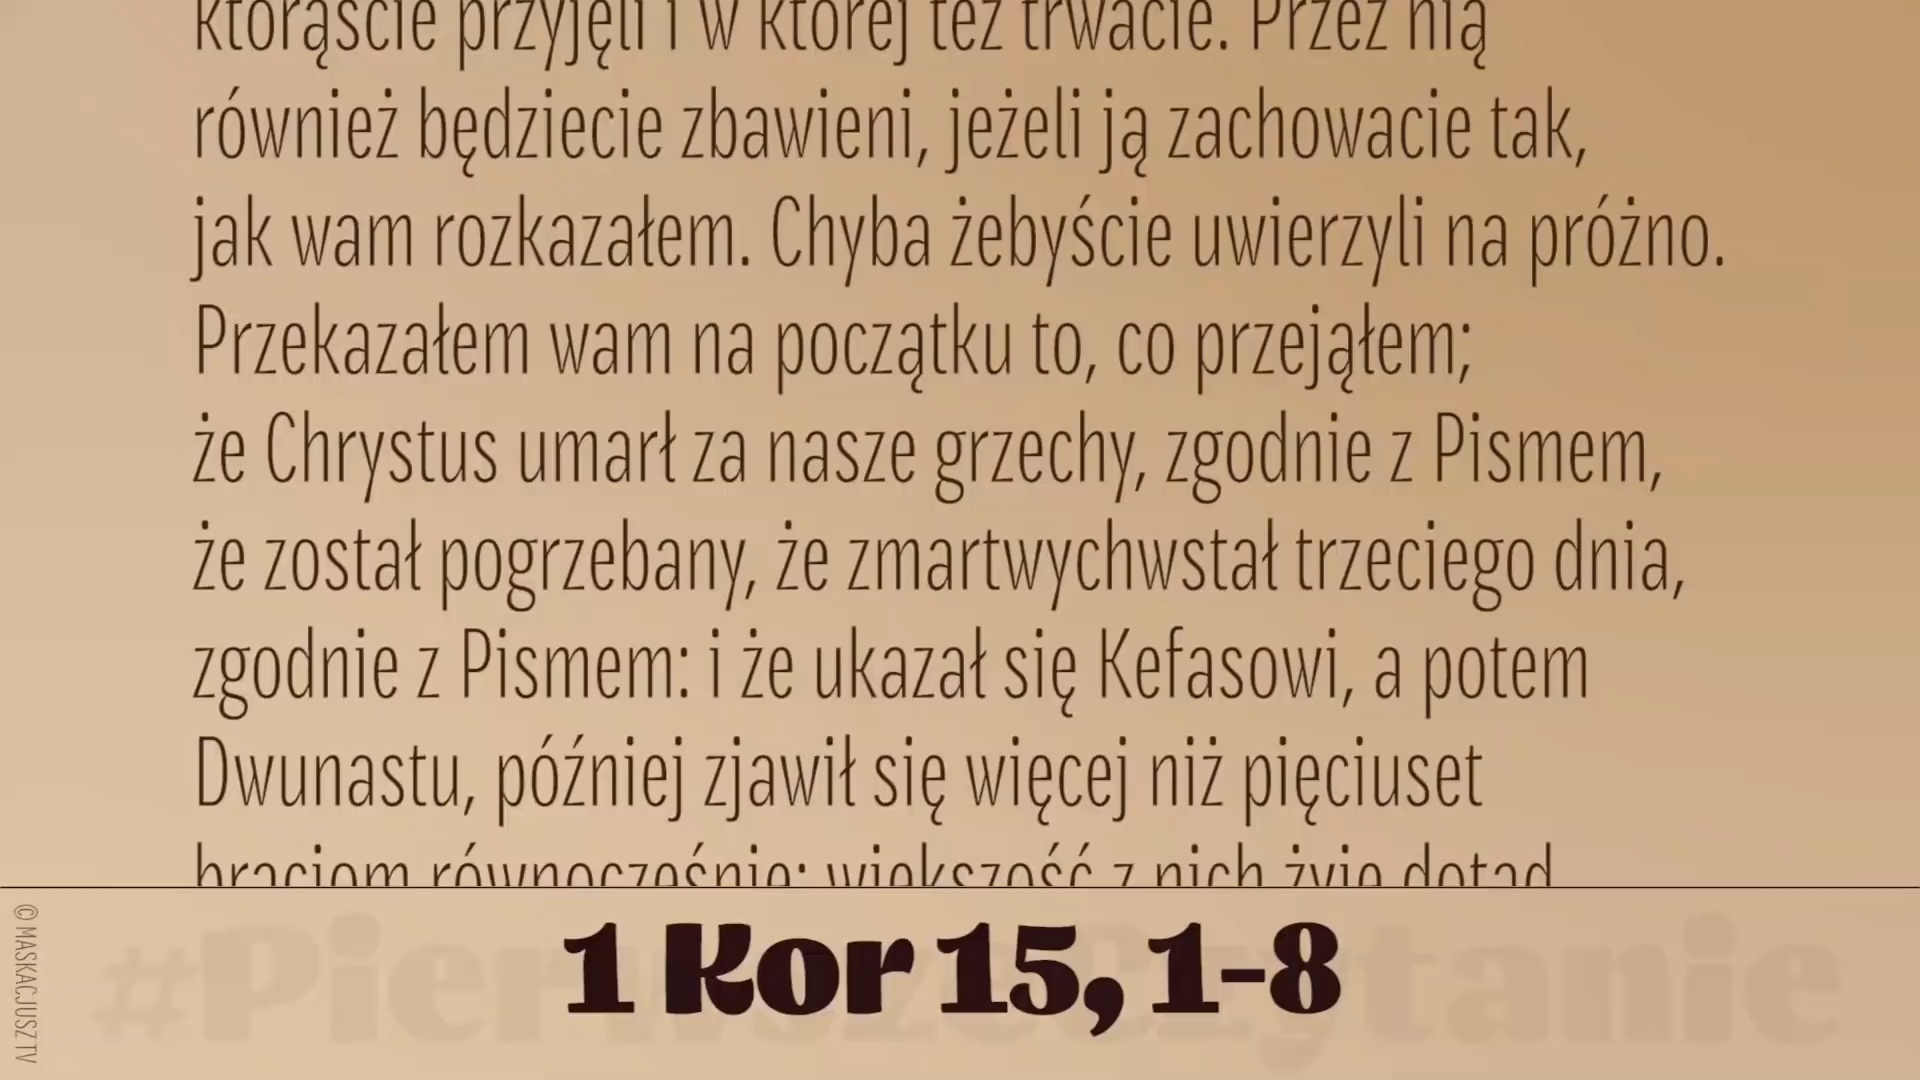 którąście przyjęli i w której też trwacie. Przez nią
również będziecie zbawieni, jeżeli ją zachowacie tak,
jak wam rozkazałem. Chyba żebyście uwierzyli na próżno.
Przekazałem wam na początku to, co przejąłem;
że Chrystus umarł za nasze grzechy, zgodnie z Pismem,
że został pogrzebany, że zmartwychwstał trzeciego dnia,
zgodnie z Pismem: i że ukazał się Kefasowi, a potem
Dwunastu, później zjawił się więcej niż pięciuset
braciom równocześnie; większość z nich żyje dotąd
#PierwszeCzytanie
1 Kor 15, 1-8
© MASKACJUSZ TV